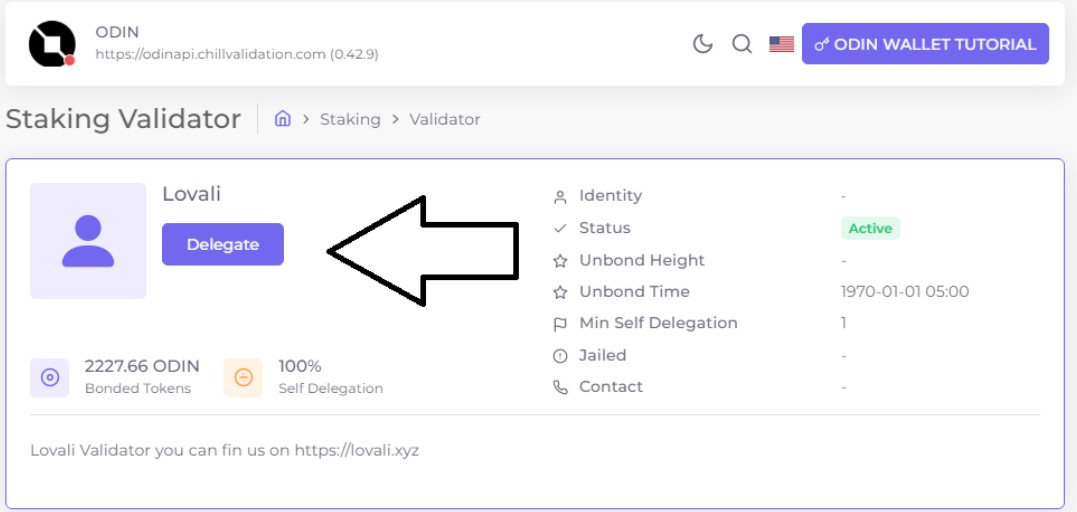 ODIN
https://odinapi.chillvalidation.com (0.42.9)
ODIN WALLET TUTORIAL
Staking Validator
Staking > Validator
Lovali
Delegate
2227.66 ODIN
Bonded Tokens
100%
Self Delegation
Identity -
Status Active
Unbond Height -
Unbond Time 1970-01-01 05:00
Min Self Delegation 1
Jailed -
Contact -
Lovali Validator you can fin us on https://lovali.xyz